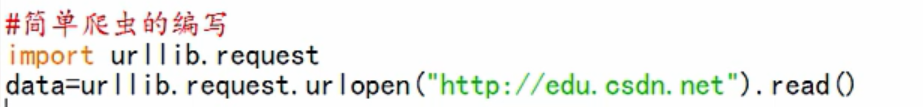 #简单爬虫的编写
import urllib.request
data=urllib.request.urlopen("http://edu.csdn.net").read()